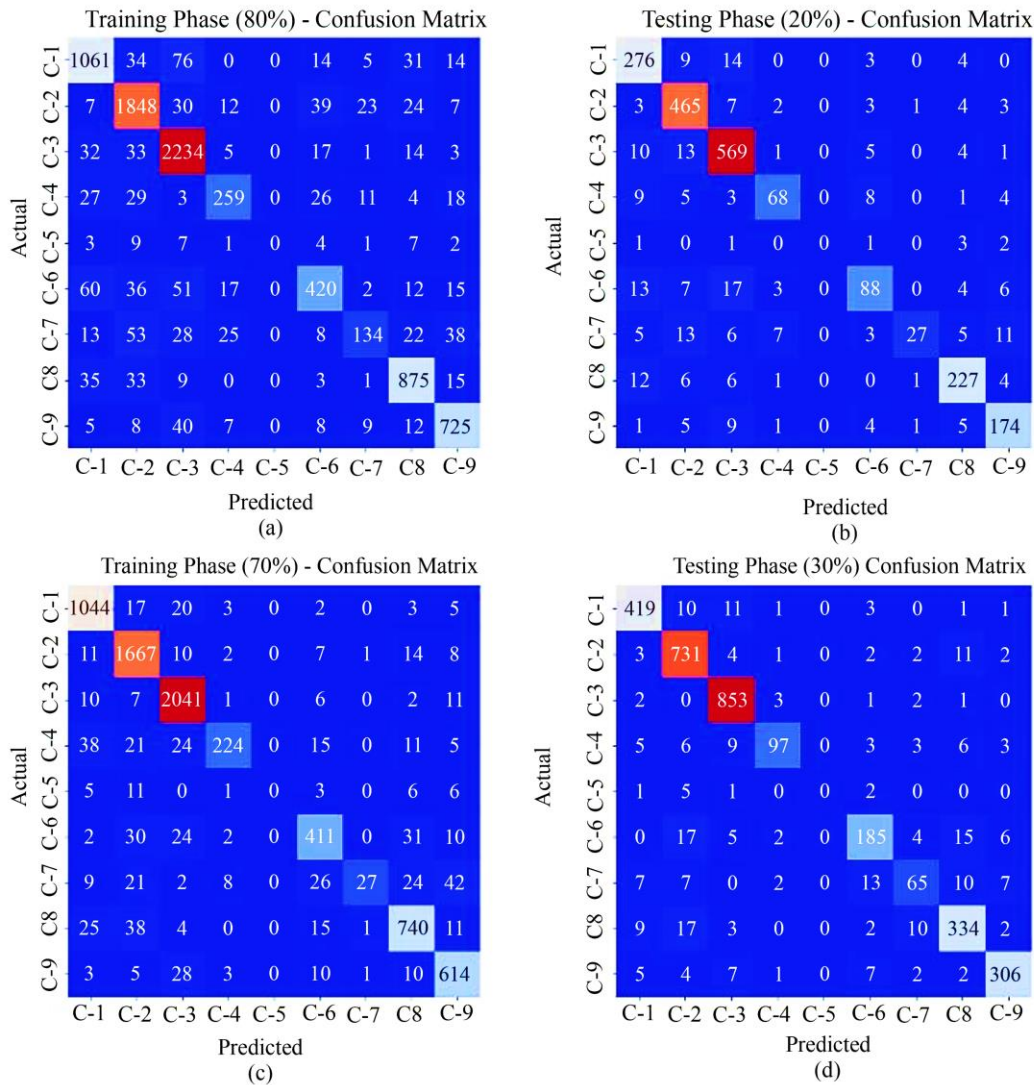 Training Phase (80%) - Confusion Matrix
C-1 1061 34 76 0 0 14 5 31 14
C-2 7 1848 30 12 0 39 23 24 7
C-3 32 33 2234 5 0 17 1 14 3
C-4 27 29 3 259 0 26 11 4 18
C-5 3 9 7 1 0 4 1 7 2
C-6 60 36 51 17 0 420 2 12 15
C-7 13 53 28 25 0 8 134 22 38
C8 35 33 9 0 0 3 1 875 15
C-9 5 8 40 7 0 8 9 12 725
C-1 C-2 C-3 C-4 C-5 C-6 C-7 C8 C-9
Actual
Predicted
(a)
Testing Phase (20%) - Confusion Matrix
C-1 276 9 14 0 0 3 0 4 0
C-2 3 465 7 2 0 3 1 4 3
C-3 10 13 569 1 0 5 0 4 1
C-4 9 5 3 68 0 8 0 1 4
C-5 1 0 1 0 0 1 0 3 2
C-6 13 7 17 3 0 88 0 4 6
C-7 5 13 6 7 0 3 27 5 11
C8 12 6 6 1 0 0 1 227 4
C-9 1 5 9 1 0 4 1 5 174
C-1 C-2 C-3 C-4 C-5 C-6 C-7 C8 C-9
Actual
Predicted
(b)
Training Phase (70%) - Confusion Matrix
C-1 1044 17 20 3 0 2 0 3 5
C-2 11 1667 10 2 0 7 1 14 8
C-3 10 7 2041 1 0 6 0 2 11
C-4 38 21 24 224 0 15 0 11 5
C-5 5 11 0 1 0 3 0 6 6
C-6 2 30 24 2 0 411 0 31 10
C-7 9 21 2 8 0 26 27 24 42
C8 25 38 4 0 0 15 1 740 11
C-9 3 5 28 3 0 10 1 10 614
C-1 C-2 C-3 C-4 C-5 C-6 C-7 C8 C-9
Actual
Predicted
(c)
Testing Phase (30%) Confusion Matrix
C-1 419 10 11 1 0 3 0 1 1
C-2 3 731 4 1 0 2 2 11 2
C-3 2 0 853 3 0 1 2 1 0
C-4 5 6 9 97 0 3 3 6 3
C-5 1 5 1 0 0 2 0 0 0
C-6 0 17 5 2 0 185 4 15 6
C-7 7 7 0 2 0 13 65 10 7
C8 9 17 3 0 0 2 10 334 2
C-9 5 4 7 1 0 7 2 2 306
C-1 C-2 C-3 C-4 C-5 C-6 C-7 C8 C-9
Actual
Predicted
(d)